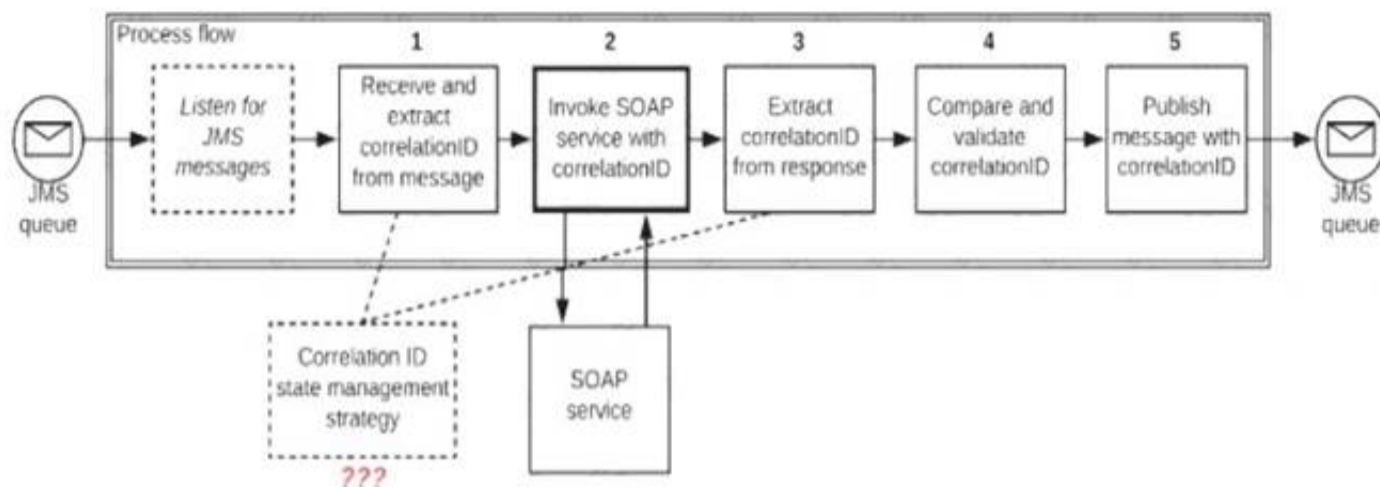 Process flow
1
2
3
4
5
Listen for
JMS
messages
Receive and
extract
correlationID
from message
Invoke SOAP
service with
correlationID
Extract
correlationID
from response
Compare and
validate
correlationID
Publish
message with
correlationID
JMS
queue
JMS
queue
Correlation ID
state management
strategy
???
SOAP
service